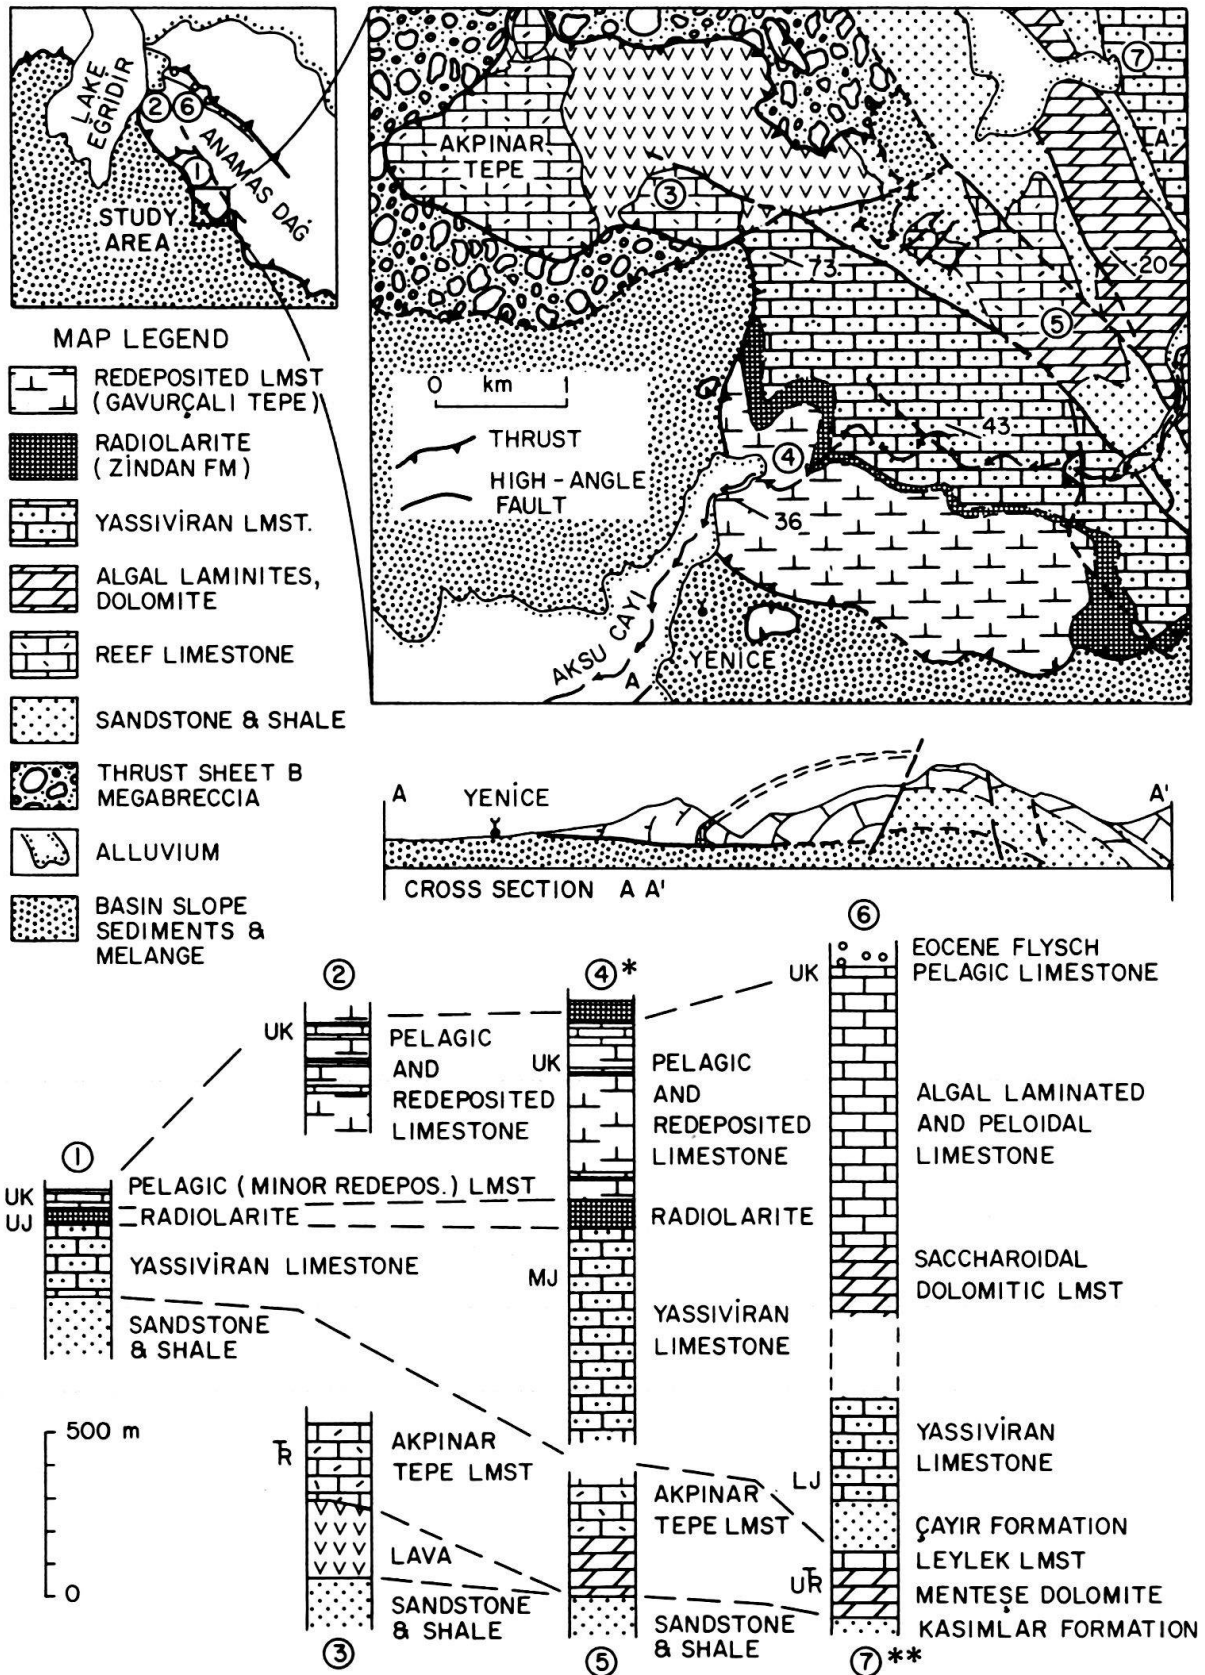 LAKE
EGRIDIR
2
6
1
ANAMAS DAĞ
STUDY
AREA
AKPINAR
TEPE
3
7
A'
73
20
5
0 km 1
THRUST
HIGH-ANGLE
FAULT
43
4
36
AKSU CAYI
YENICE
A
MAP LEGEND
REDEPOSITED LMST
(GAVURÇALI TEPE)
RADIOLARITE
(ZİNDAN FM)
YASSIVİRAN LMST.
ALGAL LAMINITES,
DOLOMITE
REEF LIMESTONE
SANDSTONE & SHALE
THRUST SHEET B
MEGABRECCIA
ALLUVIUM
BASIN SLOPE
SEDIMENTS &
MELANGE
A
YENİCE
A'
CROSS SECTION A A'
6
EOCENE FLYSCH
UK PELAGIC LIMESTONE
2
4*
UK
PELAGIC
AND
REDEPOSITED
LIMESTONE
UK
PELAGIC
AND
REDEPOSITED
LIMESTONE
ALGAL LAMINATED
AND PELOIDAL
LIMESTONE
1
UK
PELAGIC (MINOR REDEPOS.) LMST
UJ
RADIOLARITE
RADIOLARITE
YASSIVİRAN LIMESTONE
MJ
SACCHAROIDAL
DOLOMITIC LMST
SANDSTONE
& SHALE
YASSIVİRAN
LIMESTONE
500 m
0
TR
AKPINAR
TEPE LMST
YASSIVIRAN
LIMESTONE
LJ
AKPINAR
TEPE LMST
ÇAYIR FORMATION
LAVA
LEYLEK LMST
UTR
MENTEŞE DOLOMITE
SANDSTONE
& SHALE
SANDSTONE
& SHALE
KASIMLAR FORMATION
3
5
7**